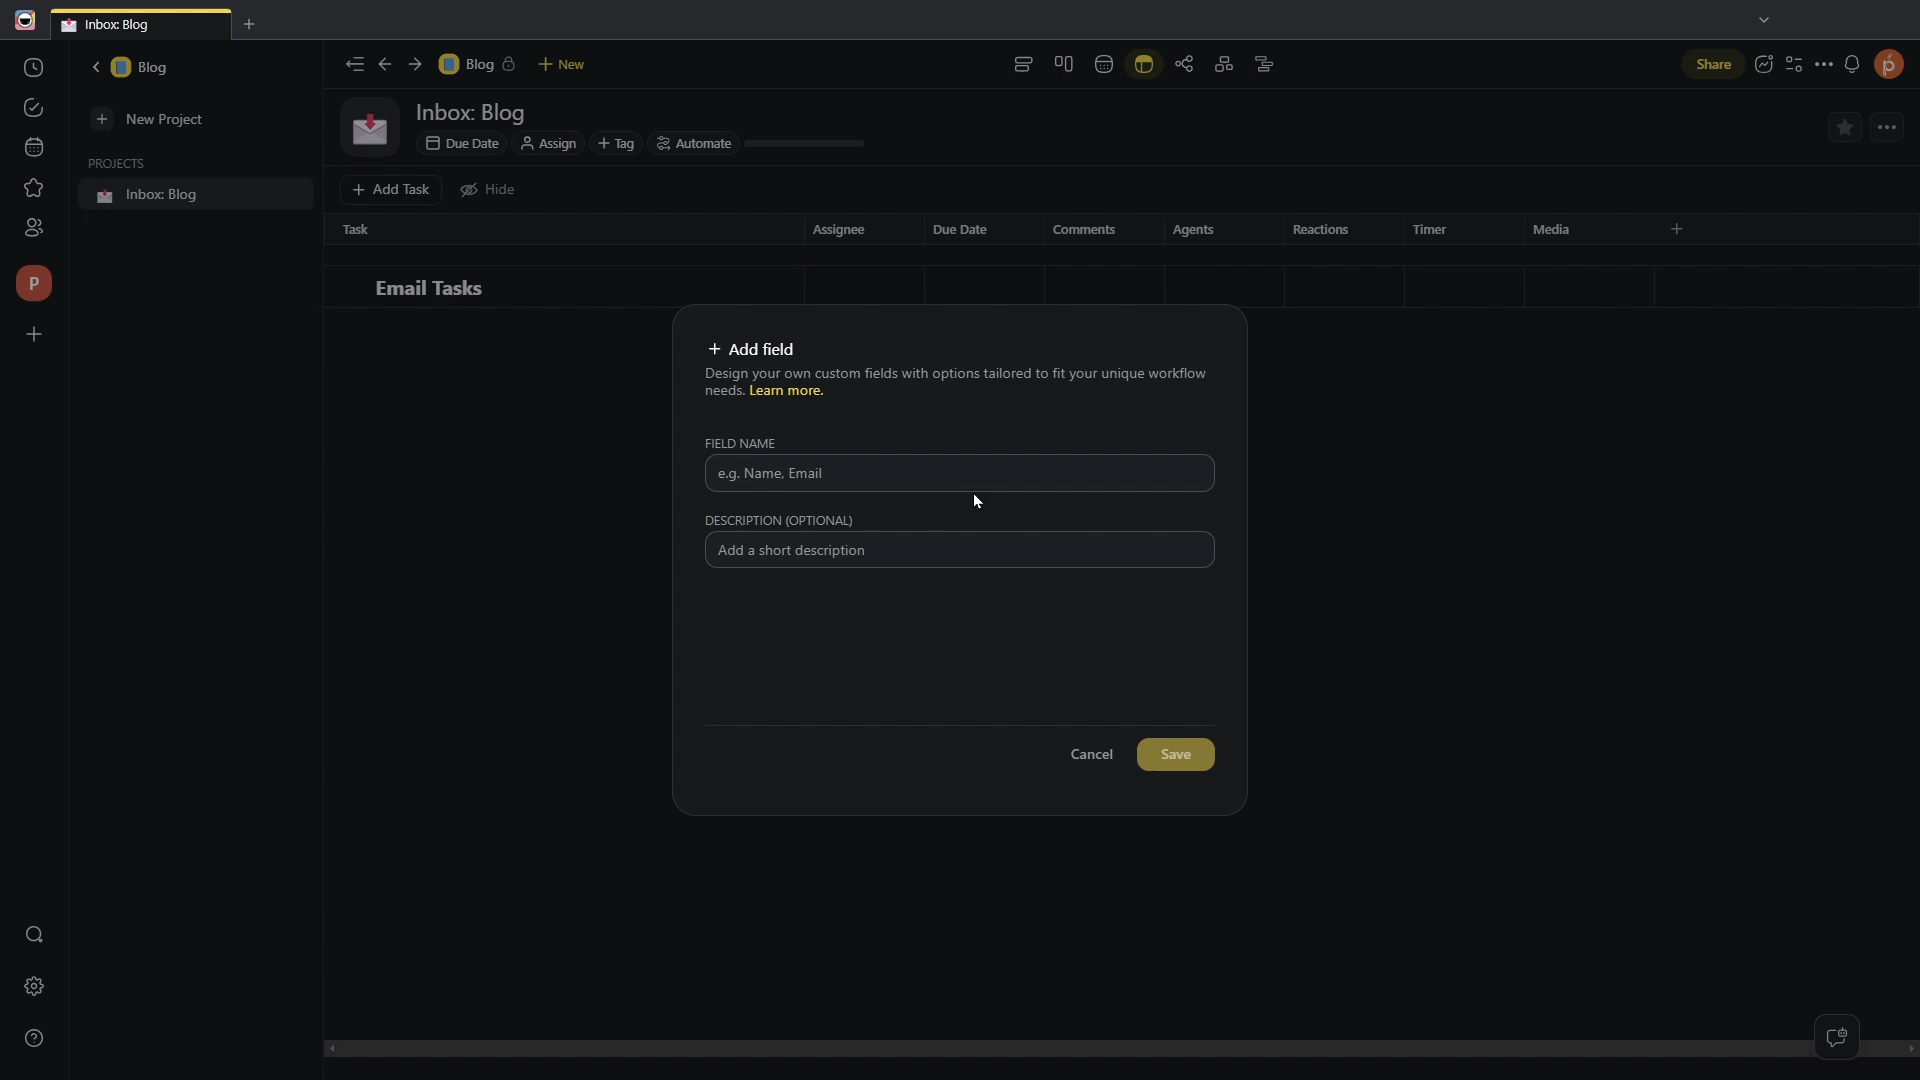 Inbox: Blog
Blog
Blog
New
Share
p
Inbox: Blog
New Project
Due Date
Assign
Tag
Automate
PROJECTS
Inbox: Blog
Add Task
Hide
Task
Assignee
Due Date
Comments
Agents
Reactions
Timer
Media
P
Email Tasks
+ Add field
Design your own custom fields with options tailored to fit your unique workflow
needs. Learn more.
FIELD NAME
e.g. Name, Email
DESCRIPTION (OPTIONAL)
Add a short description
Cancel
Save